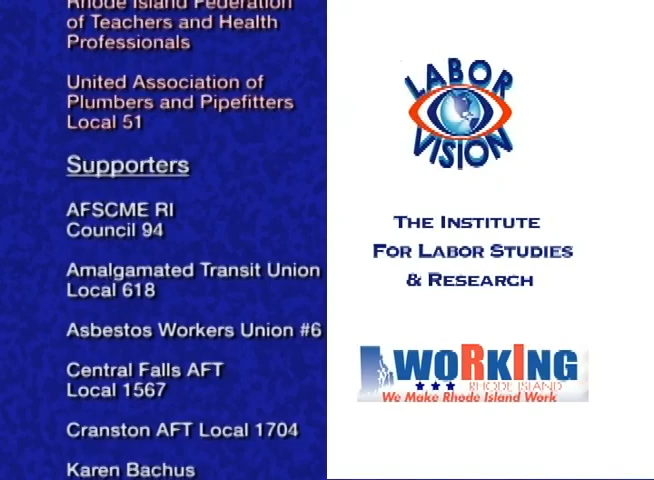 Rhode Island Federation
of Teachers and Health
Professionals
United Association of
Plumbers and Pipefitters
Local 51
Supporters
AFSCME RI
Council 94
Amalgamated Transit Union
Local 618
Asbestos Workers Union #6
Central Falls AFT
Local 1567
Cranston AFT Local 1704
Karen Bachus
LABOR
VISION
THE INSTITUTE
FOR LABOR STUDIES
& RESEARCH
WORKING
RHODE ISLAND
We Make Rhode Island Work